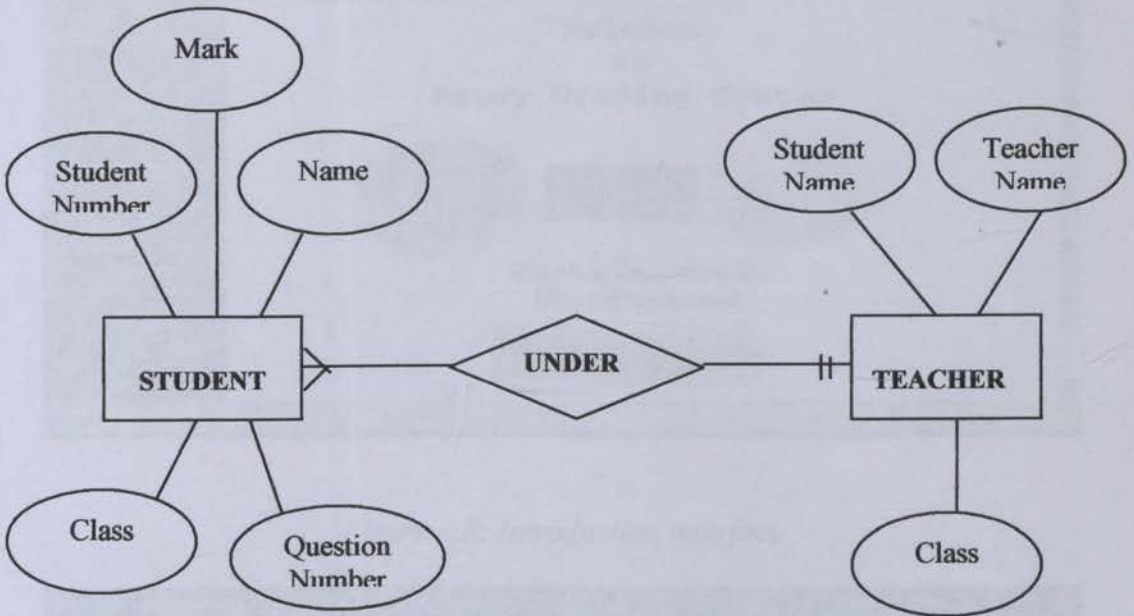 Mark
Student
Number
Name
Student
Name
Teacher
Name
STUDENT
UNDER
TEACHER
Class
Question
Number
Class